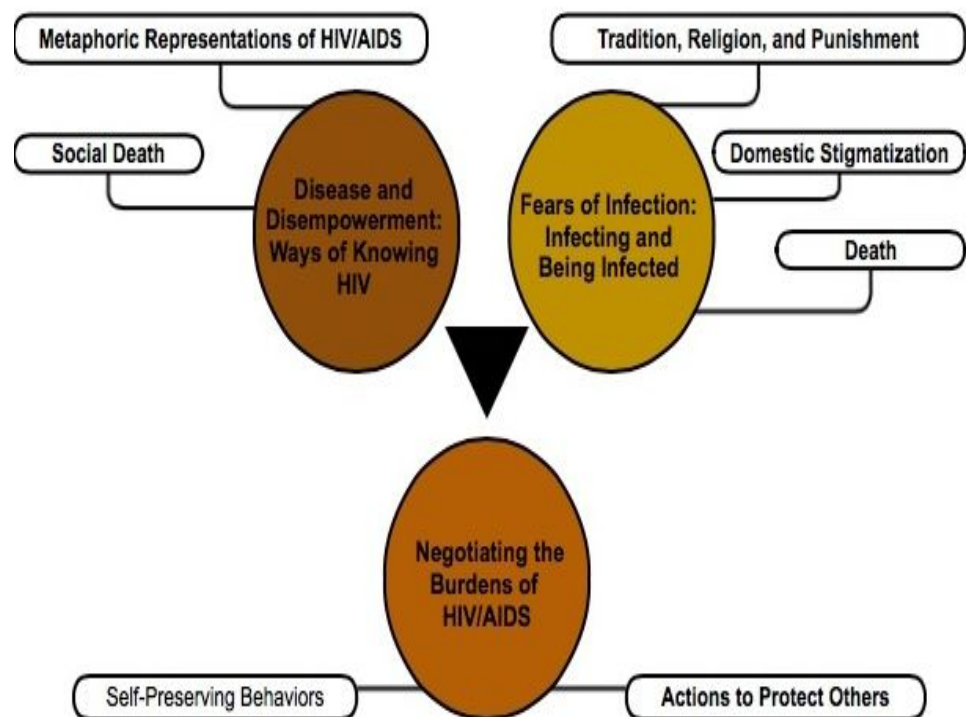 Metaphoric Representations of HIV/AIDS
Tradition, Religion, and Punishment
Social Death
Domestic Stigmatization
Disease and
Disempowerment:
Ways of Knowing
HIV
Fears of Infection:
Infecting and
Being Infected
Death
Negotiating the
Burdens of
HIV/AIDS
Self-Preserving Behaviors
Actions to Protect Others